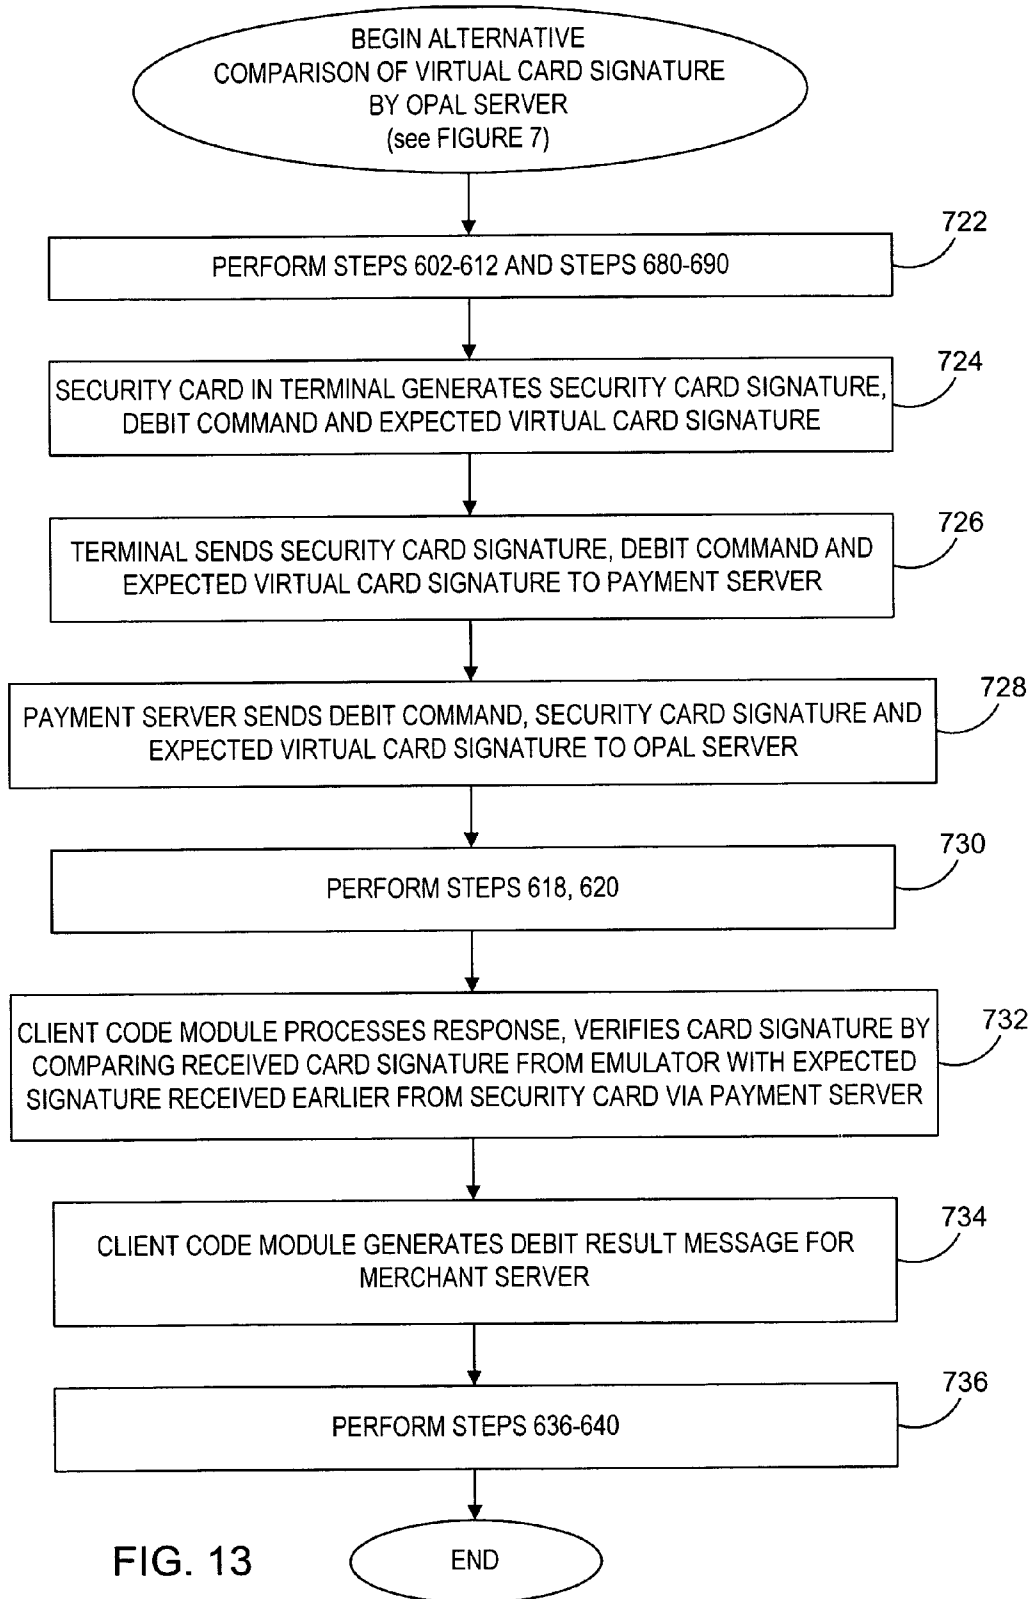 BEGIN ALTERNATIVE
COMPARISON OF VIRTUAL CARD SIGNATURE
BY OPAL SERVER
(see FIGURE 7)
722
PERFORM STEPS 602-612 AND STEPS 680-690
724
SECURITY CARD IN TERMINAL GENERATES SECURITY CARD SIGNATURE,
DEBIT COMMAND AND EXPECTED VIRTUAL CARD SIGNATURE
726
TERMINAL SENDS SECURITY CARD SIGNATURE, DEBIT COMMAND AND
EXPECTED VIRTUAL CARD SIGNATURE TO PAYMENT SERVER
728
PAYMENT SERVER SENDS DEBIT COMMAND, SECURITY CARD SIGNATURE AND
EXPECTED VIRTUAL CARD SIGNATURE TO OPAL SERVER
730
PERFORM STEPS 618, 620
732
CLIENT CODE MODULE PROCESSES RESPONSE, VERIFIES CARD SIGNATURE BY
COMPARING RECEIVED CARD SIGNATURE FROM EMULATOR WITH EXPECTED
SIGNATURE RECEIVED EARLIER FROM SECURITY CARD VIA PAYMENT SERVER
734
CLIENT CODE MODULE GENERATES DEBIT RESULT MESSAGE FOR
MERCHANT SERVER
736
PERFORM STEPS 636-640
END
FIG. 13